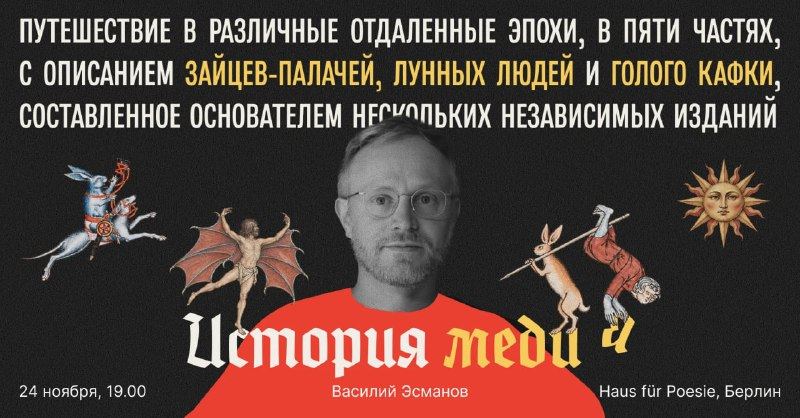 ПУТЕШЕСТВИЕ В РАЗЛИЧНЫЕ ОТДАЛЕННЫЕ ЭПОХИ, В ПЯТИ ЧАСТЯХ,
С ОПИСАНИЕМ ЗАЙЦЕВ-ПАЛАЧЕЙ, ЛУННЫХ ЛЮДЕЙ И ГОЛОГО КАФКИ,
СОСТАВЛЕННОЕ ОСНОВАТЕЛЕМ НЕСКОЛЬКИХ НЕЗАВИСИМЫХ ИЗДАНИЙ
История медиа
24 ноября, 19.00
Василий Эсманов
Haus für Poesie, Берлин